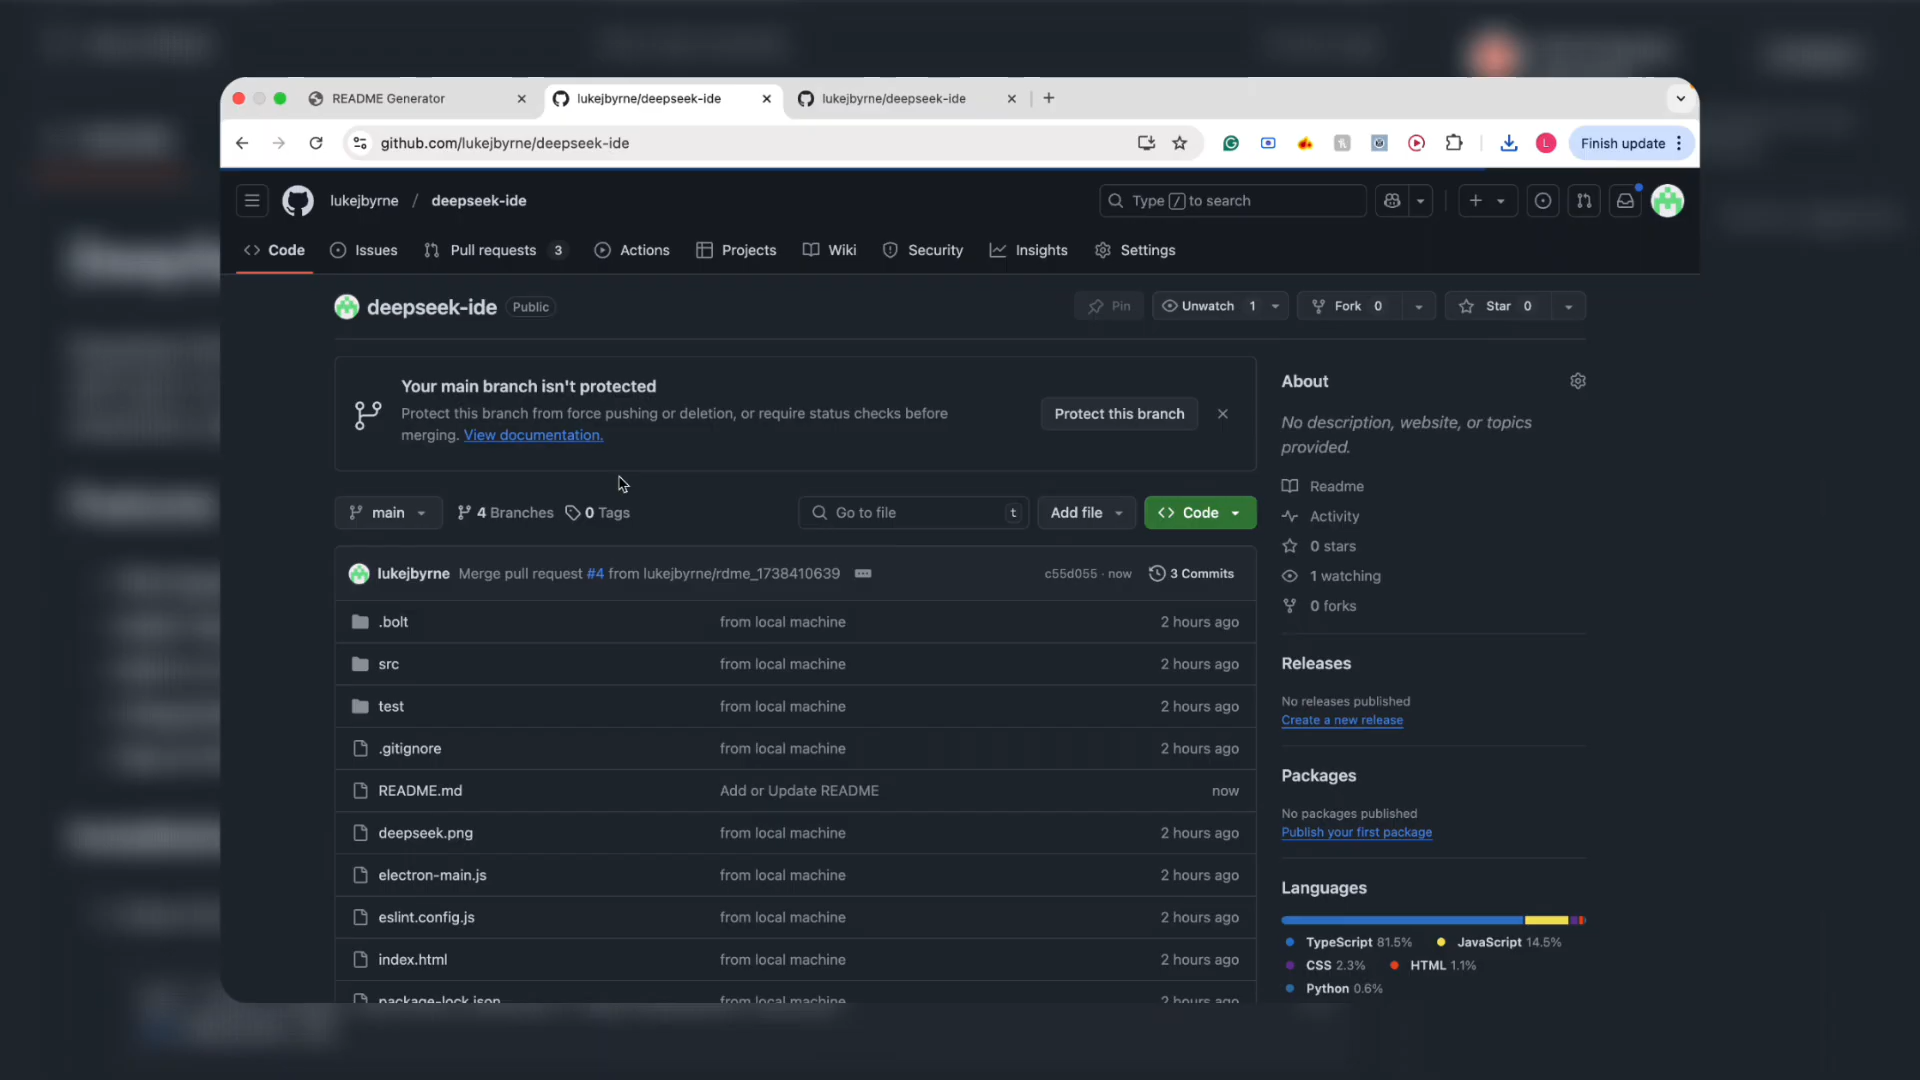 README Generator
lukejbyrne/deepseek-ide
lukejbyrne/deepseek-ide
github.com/lukejbyrne/deepseek-ide
L
Finish update
lukejbyrne / deepseek-ide
Type / to search
Code
Issues
Pull requests 3
Actions
Projects
Wiki
Security
Insights
Settings
deepseek-ide Public
Pin
Unwatch 1
Fork 0
Star 0
Your main branch isn't protected
Protect this branch from force pushing or deletion, or require status checks before
merging. View documentation.
Protect this branch
About
No description, website, or topics
provided.
Readme
Activity
0 stars
1 watching
0 forks
main
4 Branches
0 Tags
Go to file t
Add file
Code
lukejbyrne Merge pull request #4 from lukejbyrne/rdme_1738410639
c55d055 · now
3 Commits
.bolt from local machine 2 hours ago
src from local machine 2 hours ago
test from local machine 2 hours ago
.gitignore from local machine 2 hours ago
README.md Add or Update README now
deepseek.png from local machine 2 hours ago
electron-main.js from local machine 2 hours ago
eslint.config.js from local machine 2 hours ago
index.html from local machine 2 hours ago
package-lock.json from local machine 2 hours ago
Releases
No releases published
Create a new release
Packages
No packages published
Publish your first package
Languages
TypeScript 81.5% JavaScript 14.5%
CSS 2.3% HTML 1.1%
Python 0.6%